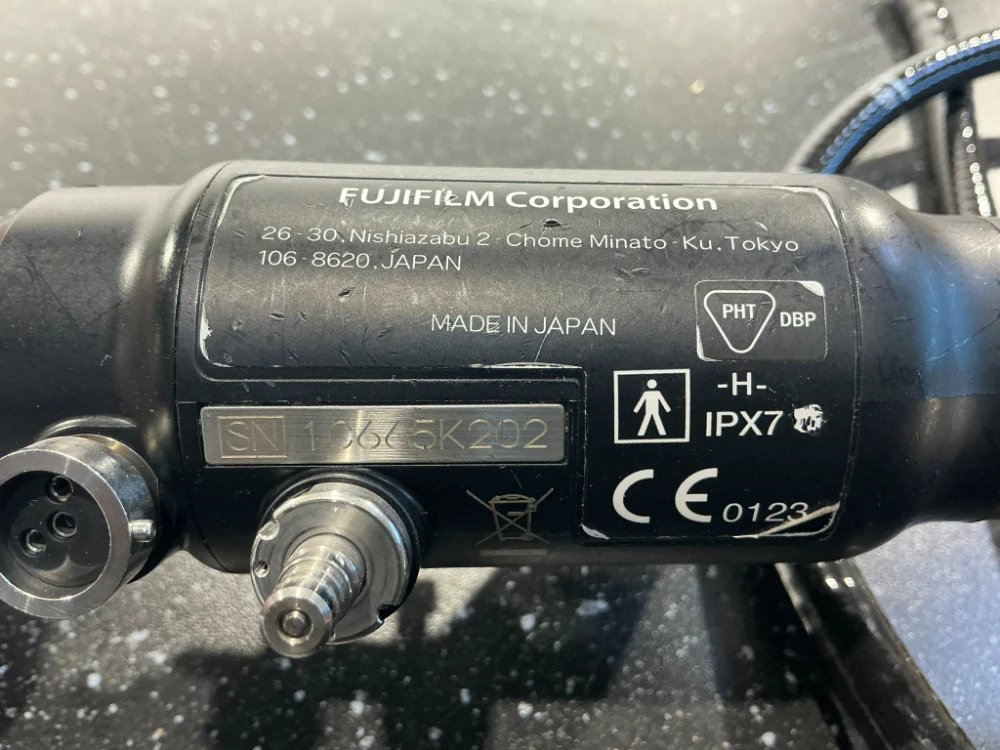 FUJIFILM Corporation
26-30, Nishiazabu 2-Chome Minato-Ku, Tokyo
106-8620, JAPAN
MADE IN JAPAN
PHT DBP
-H-
IPX7
SN 10665K202
CE 0123